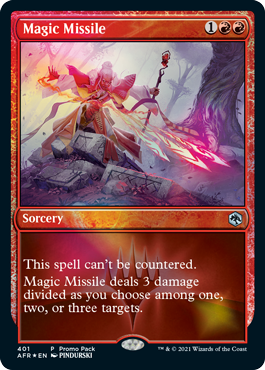 Magic Missile 1
Sorcery
This spell can't be countered.
Magic Missile deals 3 damage
divided as you choose among one,
two, or three targets.
401 P Promo Pack
AFR★EN PINDURSKI ™ & © 2021 Wizards of the Coast